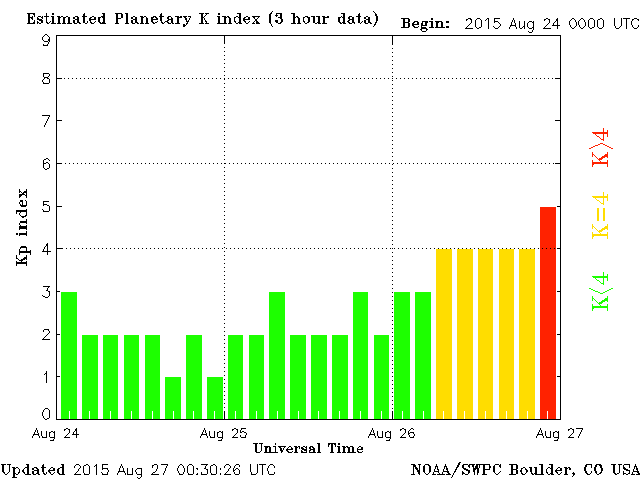 Estimated Planetary K index (3 hour data)
Begin: 2015 Aug 24 0000 UTC
9
8
7
6
5
4
3
2
1
0
Kp index
K>4
K=4
K<4
Aug 24
Aug 25
Aug 26
Aug 27
Universal Time
Updated 2015 Aug 27 00:30:26 UTC
NOAA/SWPC Boulder, CO USA